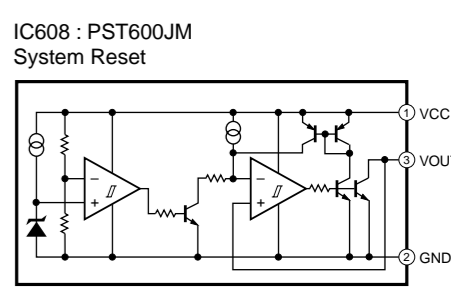 IC608 : PST600JM
System Reset
1 VCC
3 VOUT
2 GND
−
+
−
+